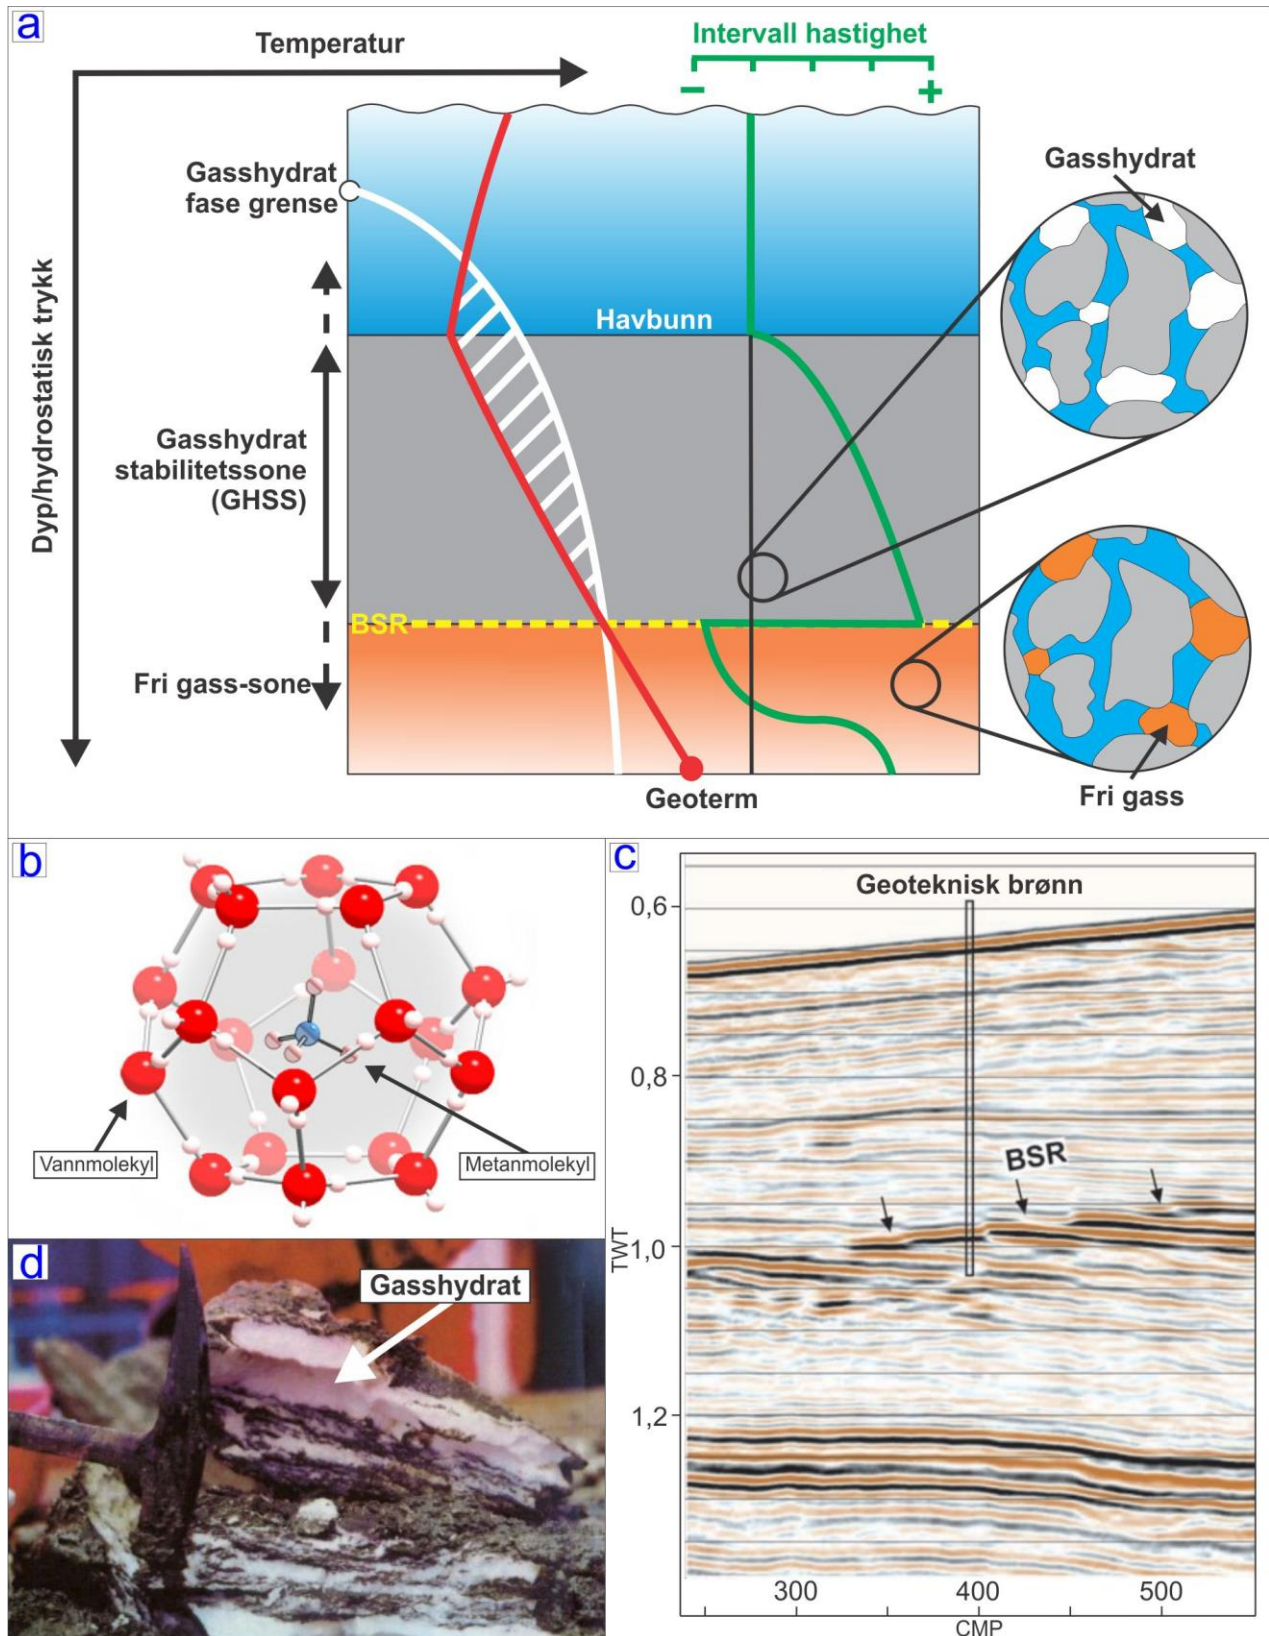 a
Temperatur
Intervall hastighet
− +
Gasshydrat
fase grense
Gasshydrat
Dyp/hydrostatisk trykk
Havbunn
Gasshydrat
stabilitetssone
(GHSS)
BSR
Fri gass-sone
Geoterm
Fri gass
b
Vannmolekyl
Metanmolekyl
c
Geoteknisk brønn
0,6
0,8
BSR
1,0
TWT
1,2
300 400 500
CMP
d
Gasshydrat